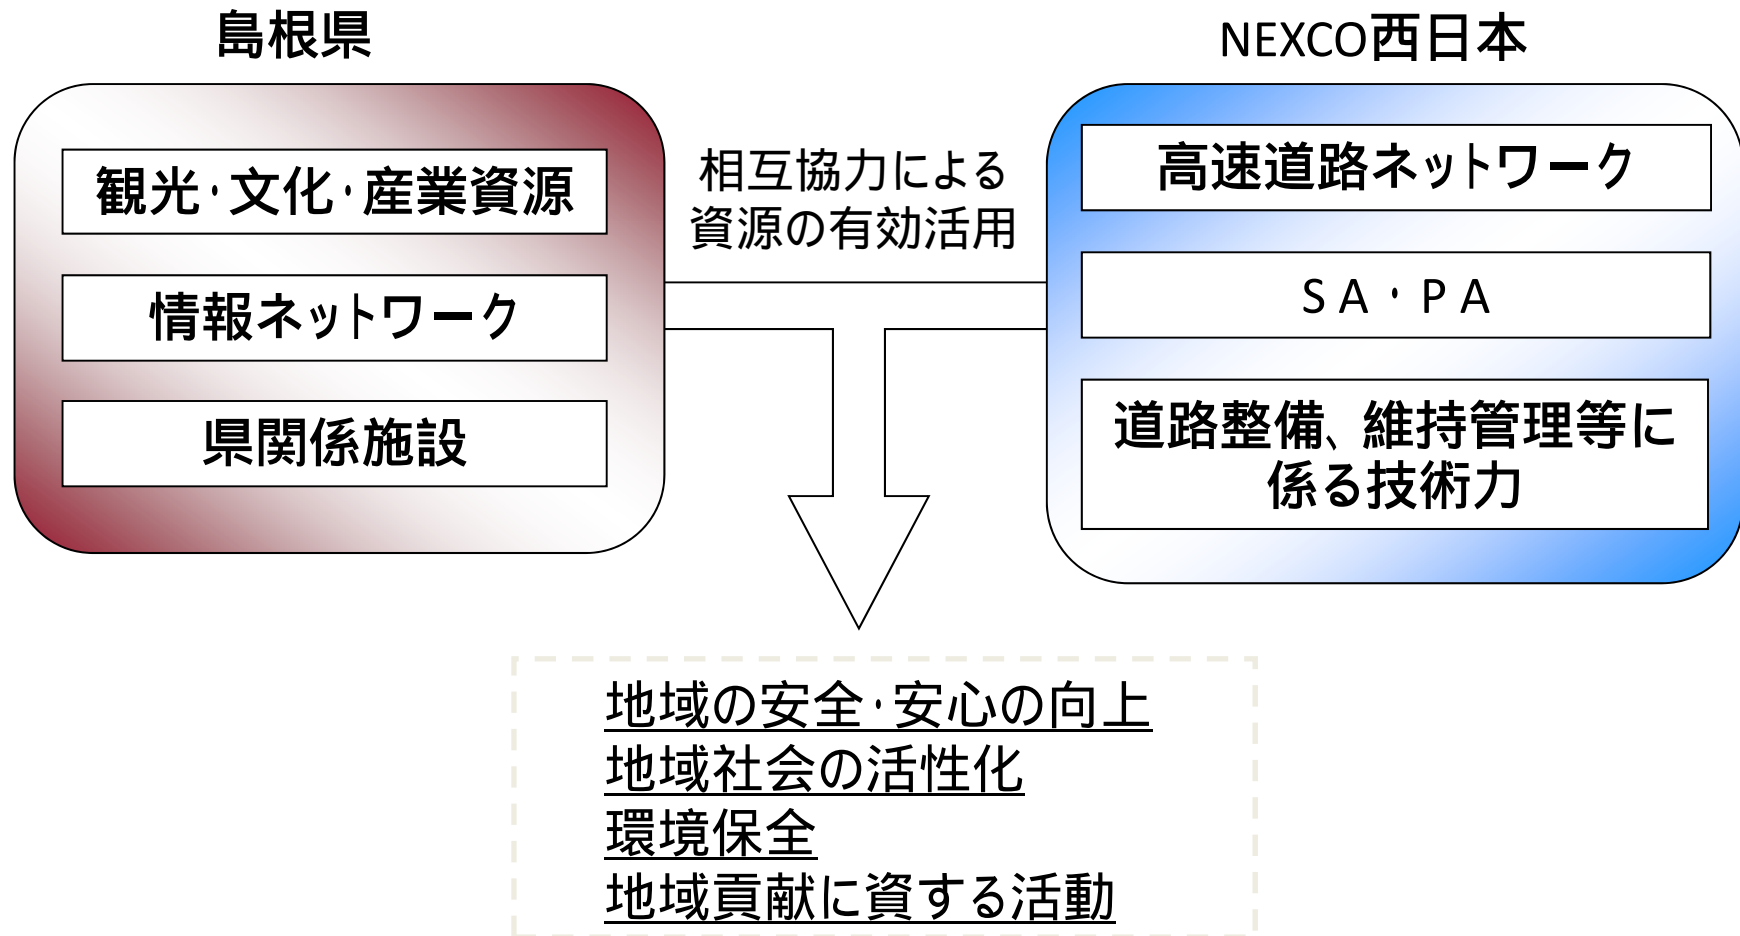 島根県
観光・文化・産業資源
情報ネットワーク
県関係施設
相互協力による
資源の有効活用
NEXCO西日本
高速道路ネットワーク
SA・PA
道路整備、維持管理等に
係る技術力
地域の安全・安心の向上
地域社会の活性化
環境保全
地域貢献に資する活動